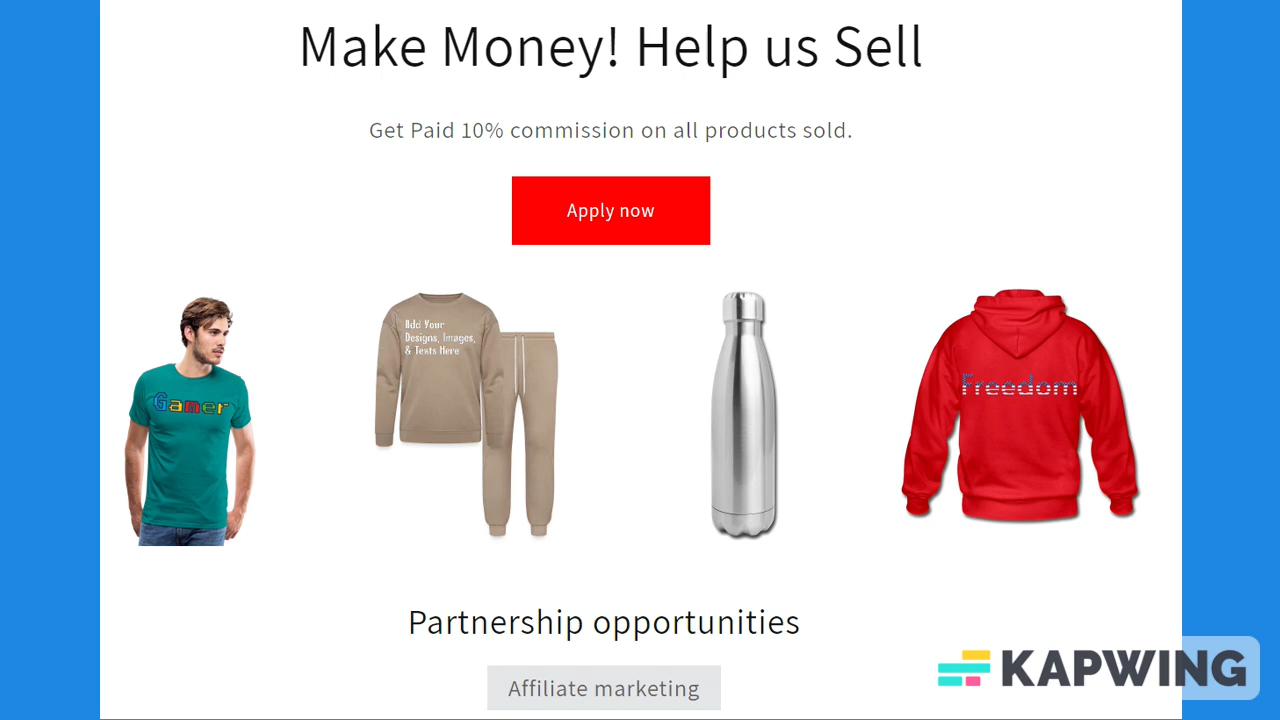 Make Money! Help us Sell
Get Paid 10% commission on all products sold.
Apply now
Gamer
Add Your
Designs, Images,
& Texts Here
Freedom
Partnership opportunities
Affiliate marketing
KAPWING